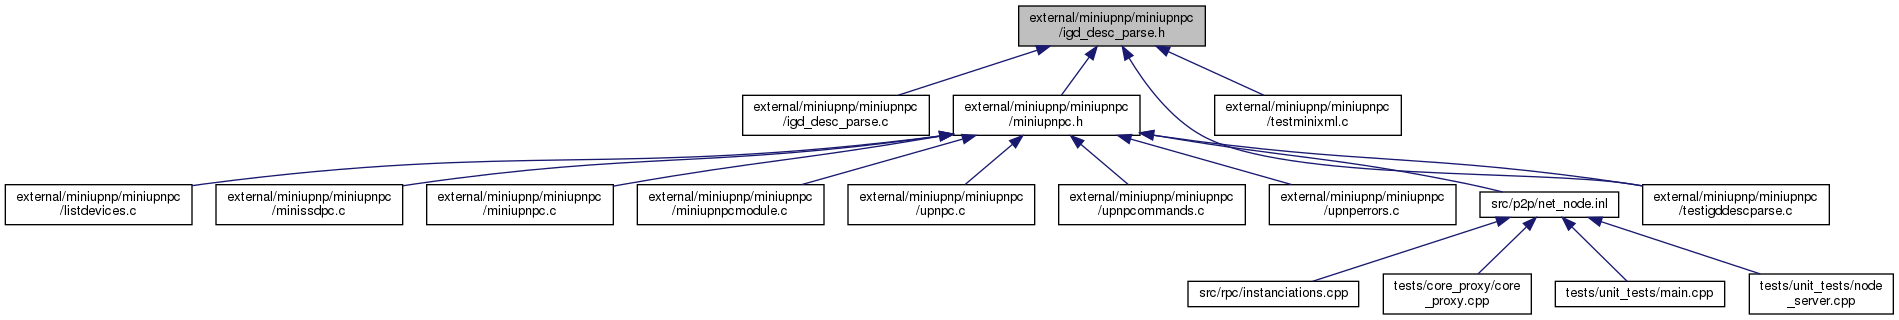 external/miniupnp/miniupnpc
/igd_desc_parse.h
external/miniupnp/miniupnpc
/igd_desc_parse.c
external/miniupnp/miniupnpc
/miniupnpc.h
external/miniupnp/miniupnpc
/testminixml.c
external/miniupnp/miniupnpc
/listdevices.c
external/miniupnp/miniupnpc
/minissdpc.c
external/miniupnp/miniupnpc
/miniupnpc.c
external/miniupnp/miniupnpc
/miniupnpcmodule.c
external/miniupnp/miniupnpc
/upnpc.c
external/miniupnp/miniupnpc
/upnpcommands.c
external/miniupnp/miniupnpc
/upnperrors.c
src/p2p/net_node.inl
external/miniupnp/miniupnpc
/testigddescparse.c
src/rpc/instanciations.cpp
tests/core_proxy/core
_proxy.cpp
tests/unit_tests/main.cpp
tests/unit_tests/node
_server.cpp